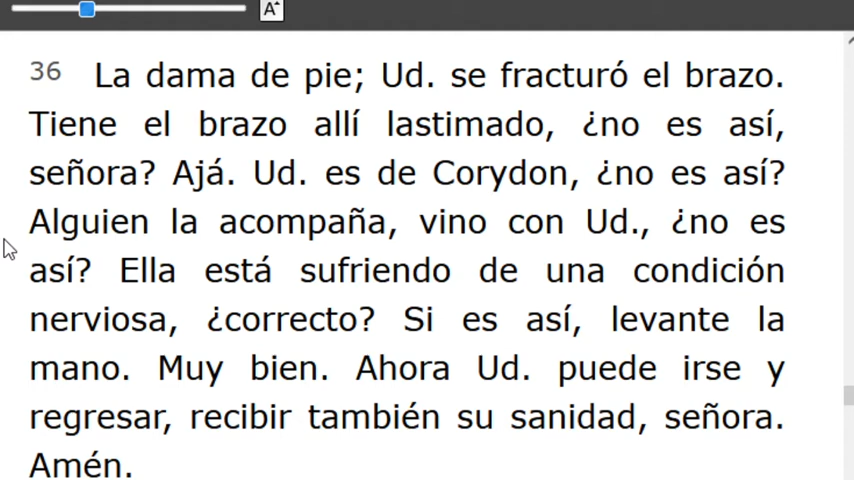 A
36 La dama de pie; Ud. se fracturó el brazo.
Tiene el brazo allí lastimado, ¿no es así,
señora? Ajá. Ud. es de Corydon, ¿no es así?
Alguien la acompaña, vino con Ud., ¿no es
así? Ella está sufriendo de una condición
nerviosa, ¿correcto? Si es así, levante la
mano. Muy bien. Ahora Ud. puede irse y
regresar, recibir también su sanidad, señora.
Amén.